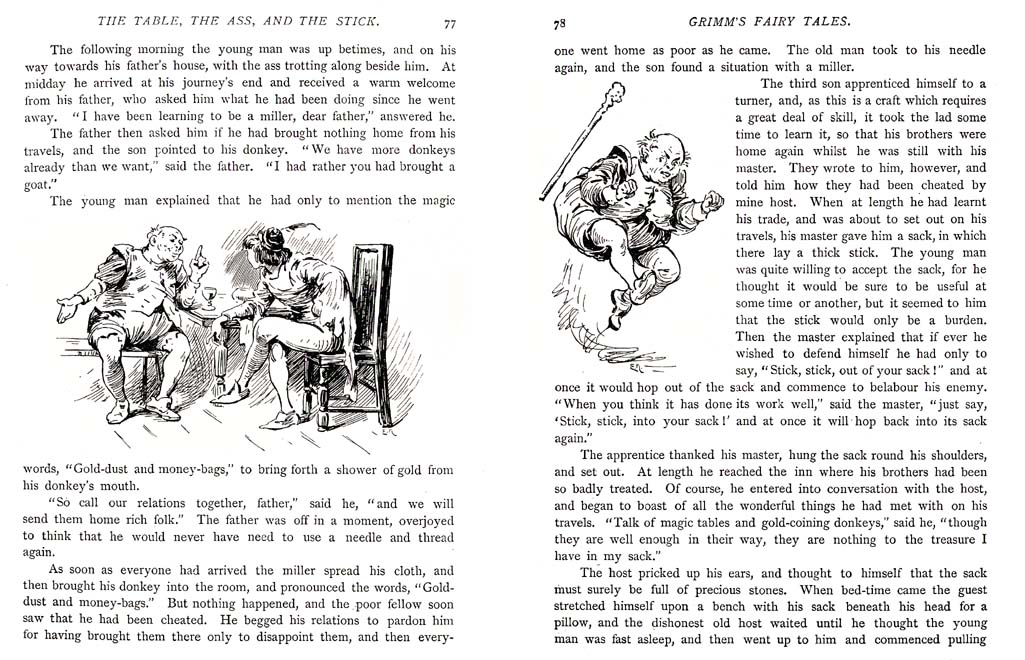 THE TABLE, THE ASS, AND THE STICK. 77
The following morning the young man was up betimes, and on his
way towards his father's house, with the ass trotting along beside him. At
midday he arrived at his journey's end and received a warm welcome
from his father, who asked him what he had been doing since he went
away. "I have been learning to be a miller, dear father," answered he.
The father then asked him if he had brought nothing home from his
travels, and the son pointed to his donkey. "We have more donkeys
already than we want," said the father. "I had rather you had brought a
goat."
The young man explained that he had only to mention the magic
words, "Gold-dust and money-bags," to bring forth a shower of gold from
his donkey's mouth.
"So call our relations together, father," said he, "and we will
send them home rich folk." The father was off in a moment, overjoyed
to think that he would never have need to use a needle and thread
again.
As soon as everyone had arrived the miller spread his cloth, and
then brought his donkey into the room, and pronounced the words, "Gold-
dust and money-bags." But nothing happened, and the poor fellow soon
saw that he had been cheated. He begged his relations to pardon him
for having brought them there only to disappoint them, and then every-
78 GRIMM'S FAIRY TALES.
one went home as poor as he came. The old man took to his needle
again, and the son found a situation with a miller.
The third son apprenticed himself to a
turner, and, as this is a craft which requires
a great deal of skill, it took the lad some
time to learn it, so that his brothers were
home again whilst he was still with his
master. They wrote to him, however, and
told him how they had been cheated by
mine host. When at length he had learnt
his trade, and was about to set out on his
travels, his master gave him a sack, in which
there lay a thick stick. The young man
was quite willing to accept the sack, for he
thought it would be sure to be useful at
some time or another, but it seemed to him
that the stick would only be a burden.
Then the master explained that if ever he
wished to defend himself he had only to
say, "Stick, stick, out of your sack!" and at
once it would hop out of the sack and commence to belabour his enemy.
"When you think it has done its work well," said the master, "just say,
'Stick, stick, into your sack!' and at once it will hop back into its sack
again."
The apprentice thanked his master, hung the sack round his shoulders,
and set out. At length he reached the inn where his brothers had been
so badly treated. Of course, he entered into conversation with the host,
and began to boast of all the wonderful things he had met with on his
travels. "Talk of magic tables and gold-coining donkeys," said he, "though
they are well enough in their way, they are nothing to the treasure I
have in my sack."
The host pricked up his ears, and thought to himself that the sack
must surely be full of precious stones. When bed-time came the guest
stretched himself upon a bench with his sack beneath his head for a
pillow, and the dishonest old host waited until he thought the young
man was fast asleep, and then went up to him and commenced pulling